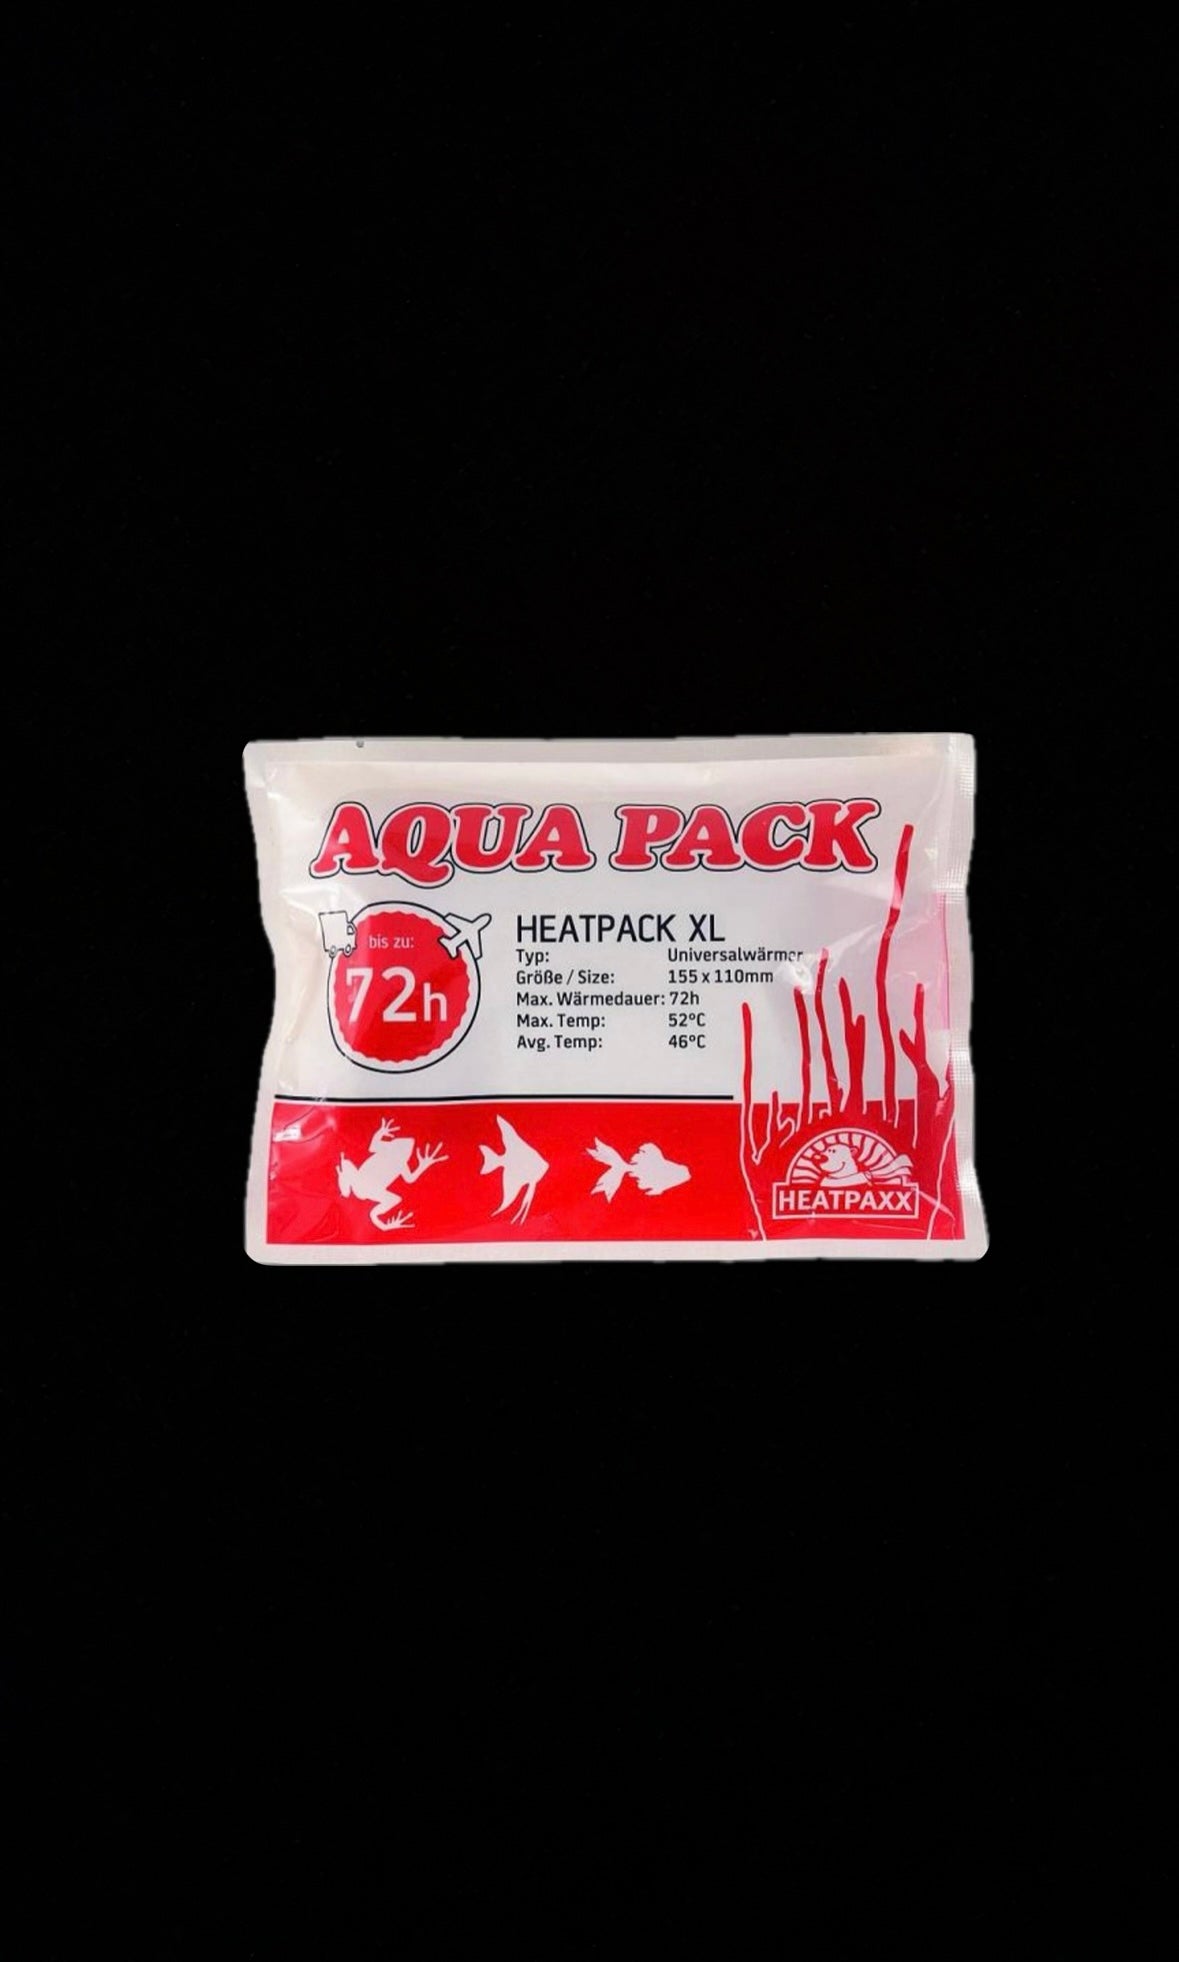 AQUA PACK
bis zu:
72h
HEATPACK XL
Typ: Universalwärmer
Größe / Size: 155 x 110mm
Max. Wärmedauer: 72h
Max. Temp: 52°C
Avg. Temp: 46°C
HEATPAXX